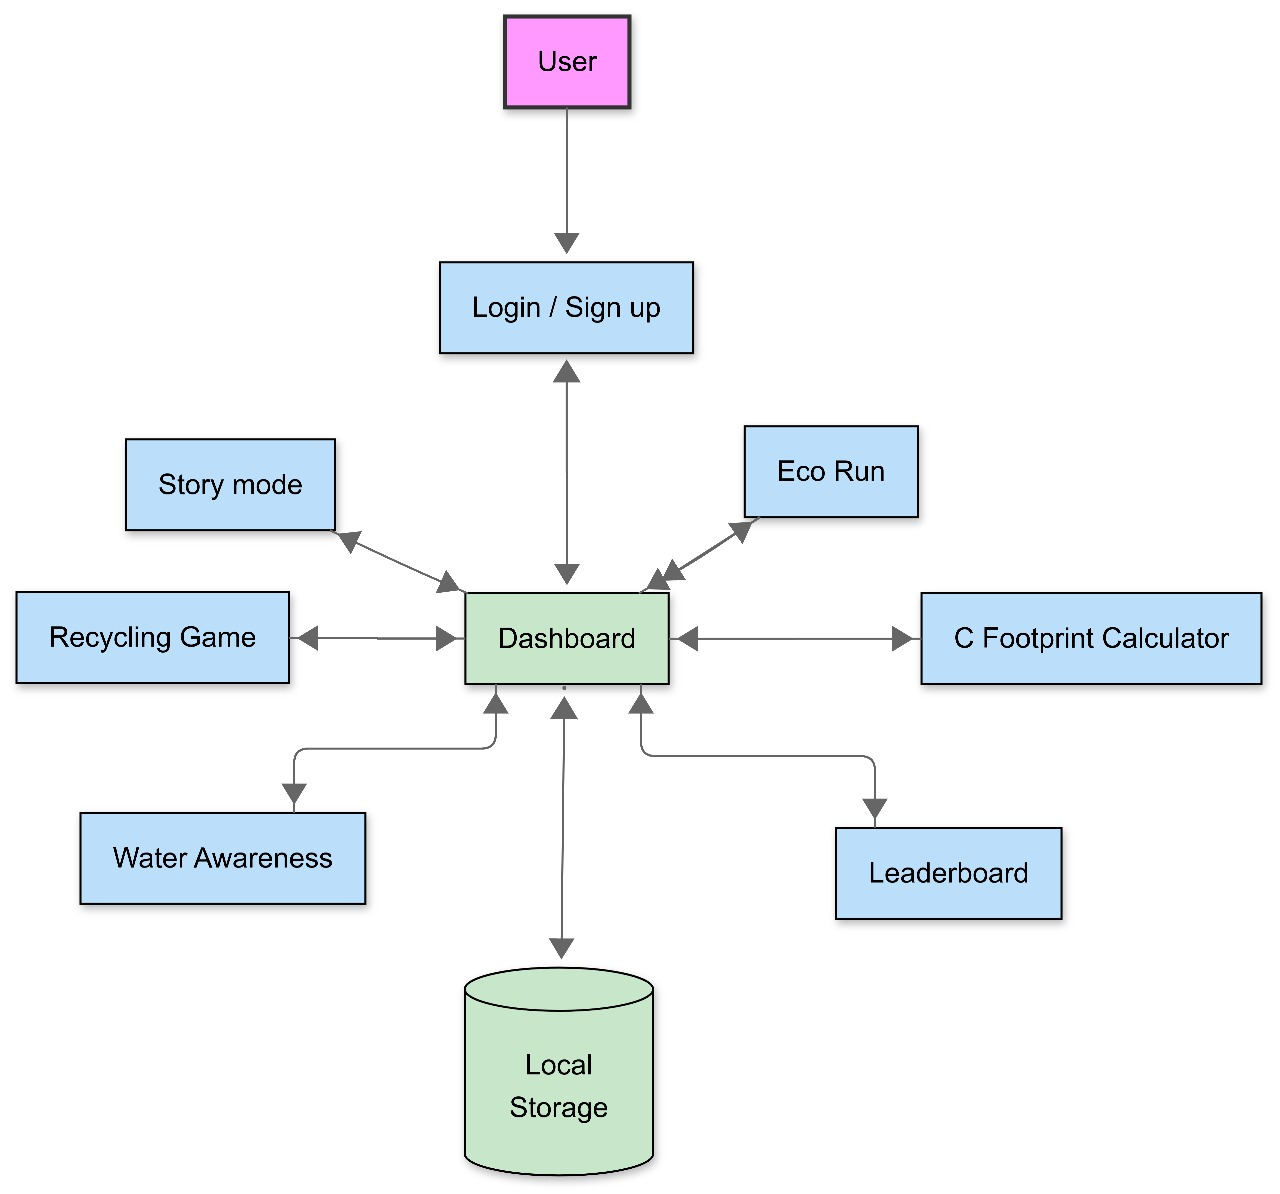 User
Login / Sign up
Story mode
Eco Run
Recycling Game
Dashboard
C Footprint Calculator
Water Awareness
Leaderboard
Local
Storage